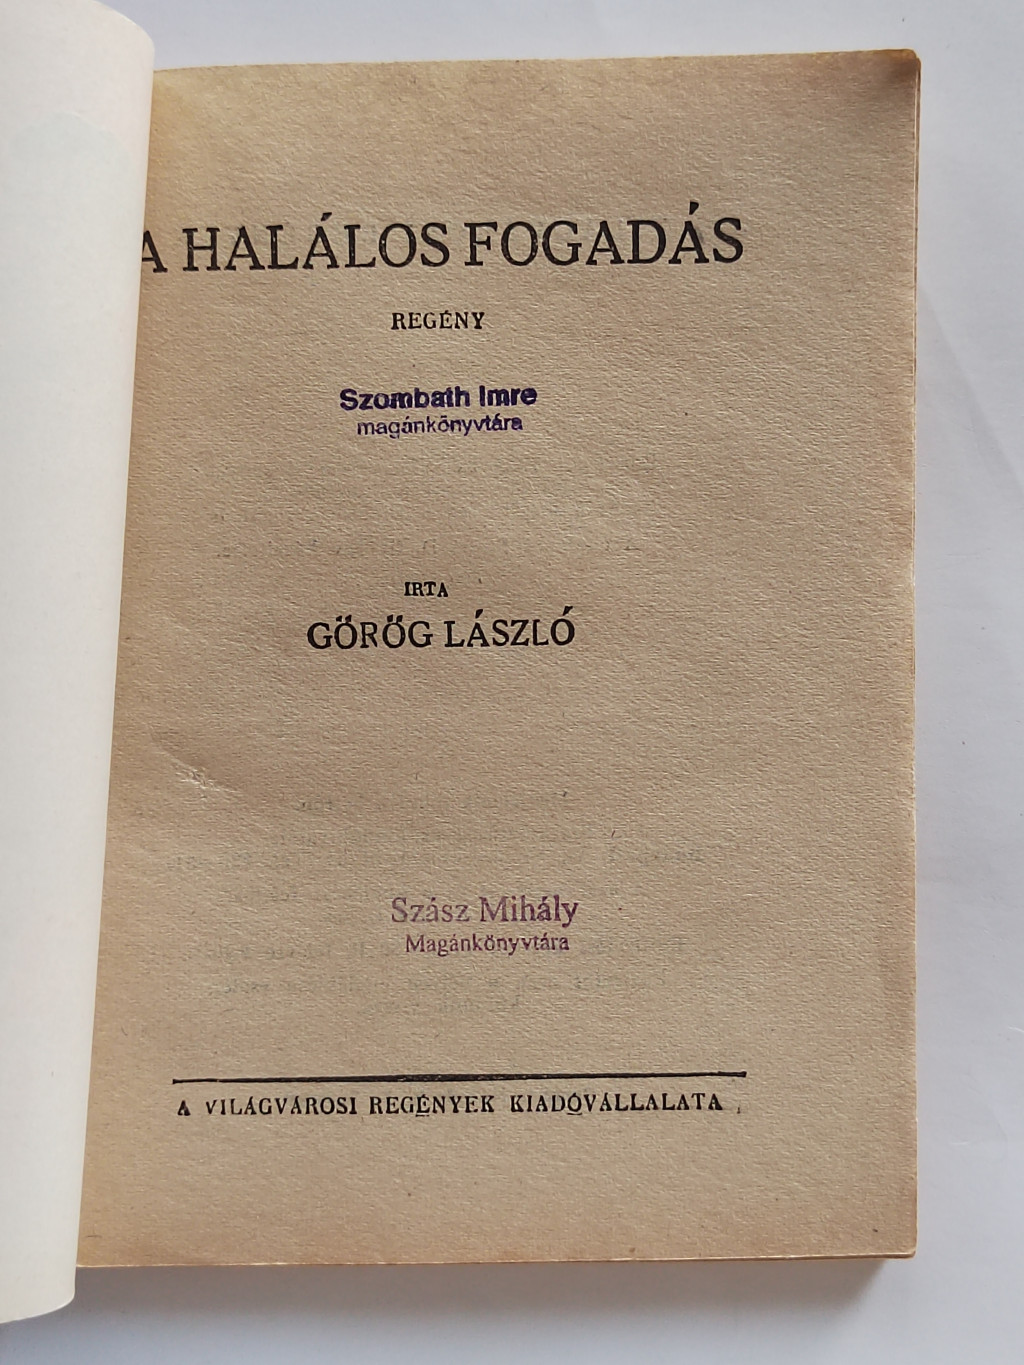 A HALÁLOS FOGADÁS
REGÉNY
Szombath Imre
magánkönyvtára
IRTA
GÖRÖG LÁSZLÓ
Szász Mihály
Magánkönyvtára
A VILÁGVÁROSI REGÉNYEK KIADÓVÁLLALATA